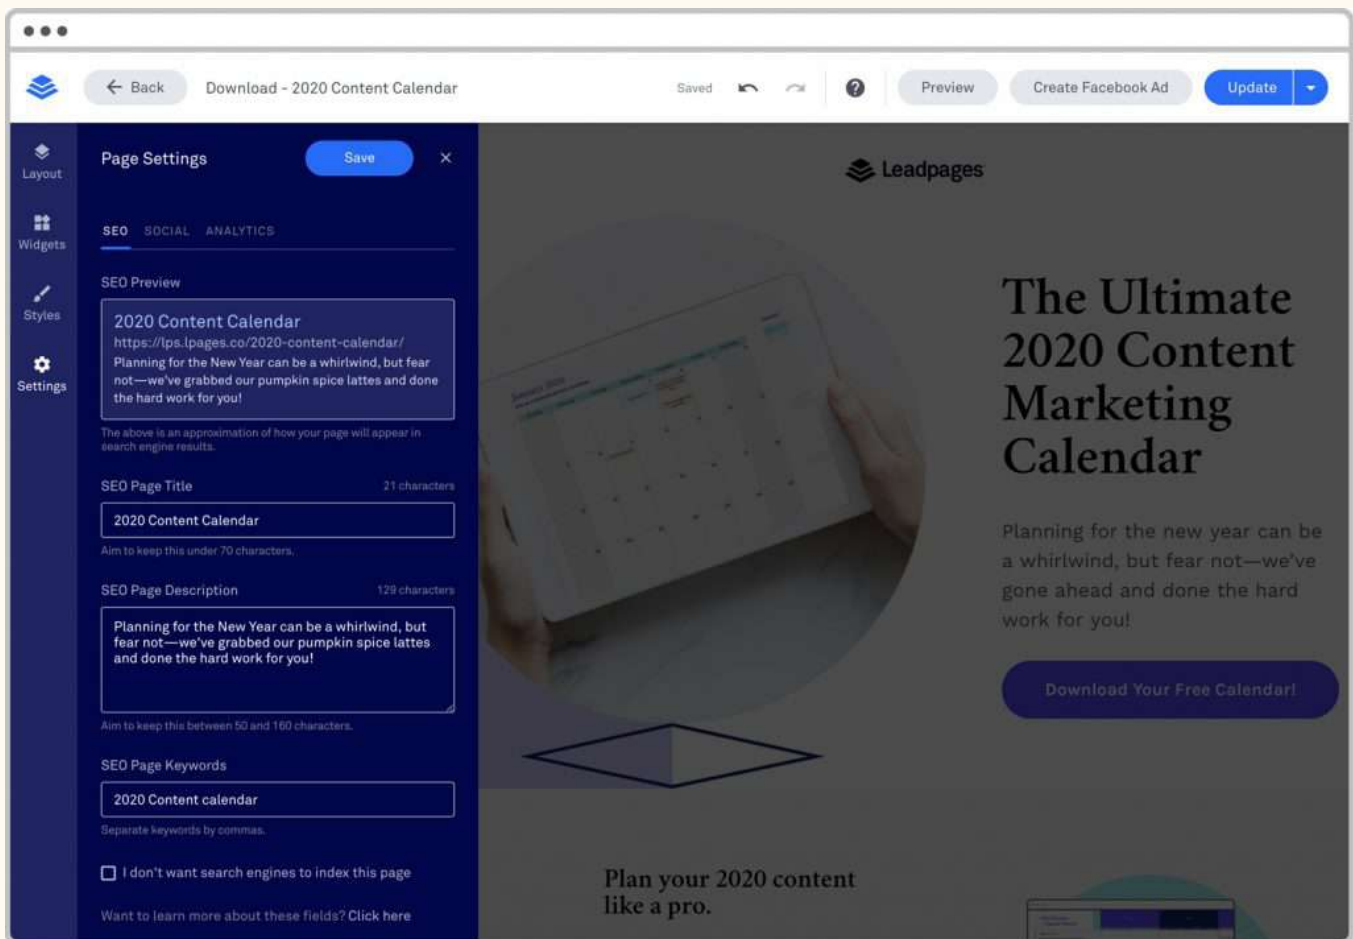 Back
Download - 2020 Content Calendar
Saved
Preview
Create Facebook Ad
Update
Layout
Widgets
Styles
Settings
Page Settings
Save
SEO SOCIAL ANALYTICS
SEO Preview
2020 Content Calendar
https://lps.lpages.co/2020-content-calendar/
Planning for the New Year can be a whirlwind, but fear
not—we've grabbed our pumpkin spice lattes and done
the hard work for you!
The above is an approximation of how your page will appear in
search engine results.
SEO Page Title
21 characters
2020 Content Calendar
Aim to keep this under 70 characters.
SEO Page Description
129 characters
Planning for the New Year can be a whirlwind, but
fear not—we've grabbed our pumpkin spice lattes
and done the hard work for you!
Aim to keep this between 50 and 160 characters.
SEO Page Keywords
2020 Content calendar
Separate keywords by commas.
I don't want search engines to index this page
Want to learn more about these fields? Click here
Leadpages
The Ultimate
2020 Content
Marketing
Calendar
Planning for the new year can be
a whirlwind, but fear not—we've
gone ahead and done the hard
work for you!
Download Your Free Calendar!
January 2020
Plan your 2020 content
like a pro.